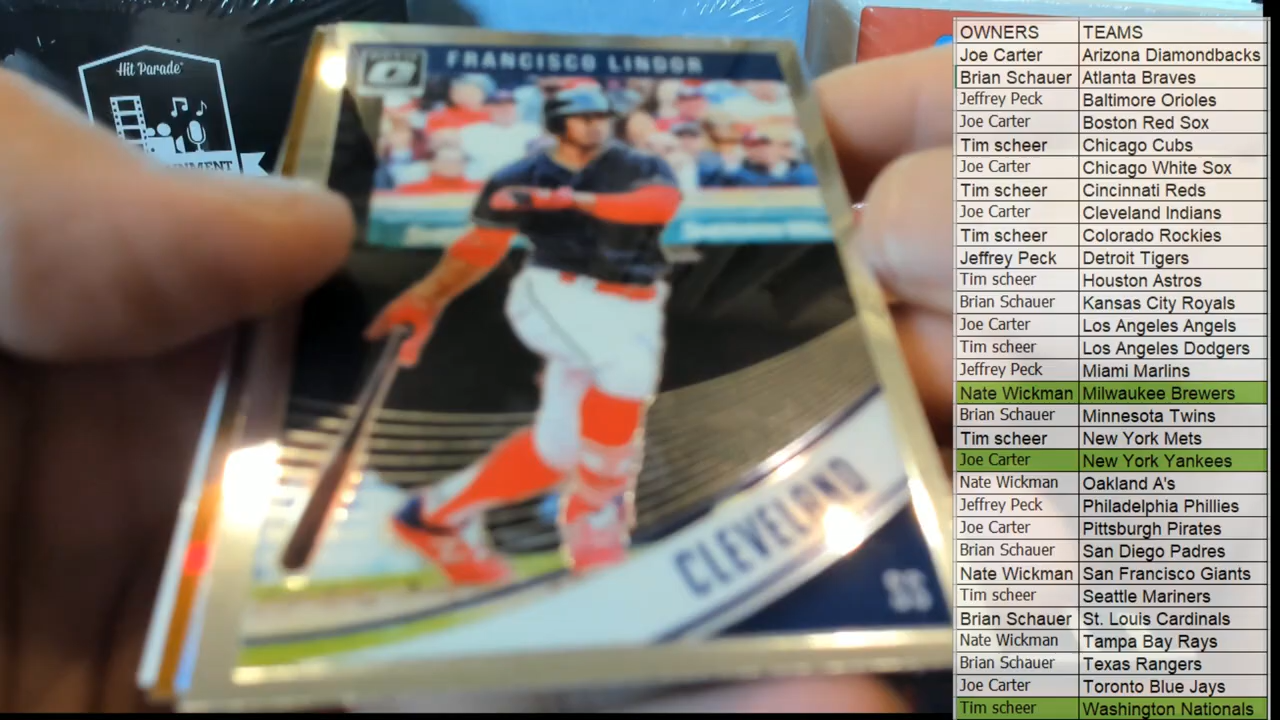 Hit Parade
FRANCISCO LINDOR
CLEVELAND
SS
OWNERS TEAMS
Joe Carter Arizona Diamondbacks
Brian Schauer Atlanta Braves
Jeffrey Peck Baltimore Orioles
Joe Carter Boston Red Sox
Tim scheer Chicago Cubs
Joe Carter Chicago White Sox
Tim scheer Cincinnati Reds
Joe Carter Cleveland Indians
Tim scheer Colorado Rockies
Jeffrey Peck Detroit Tigers
Tim scheer Houston Astros
Brian Schauer Kansas City Royals
Joe Carter Los Angeles Angels
Tim scheer Los Angeles Dodgers
Jeffrey Peck Miami Marlins
Nate Wickman Milwaukee Brewers
Brian Schauer Minnesota Twins
Tim scheer New York Mets
Joe Carter New York Yankees
Nate Wickman Oakland A's
Jeffrey Peck Philadelphia Phillies
Joe Carter Pittsburgh Pirates
Brian Schauer San Diego Padres
Nate Wickman San Francisco Giants
Tim scheer Seattle Mariners
Brian Schauer St. Louis Cardinals
Nate Wickman Tampa Bay Rays
Brian Schauer Texas Rangers
Joe Carter Toronto Blue Jays
Tim scheer Washington Nationals